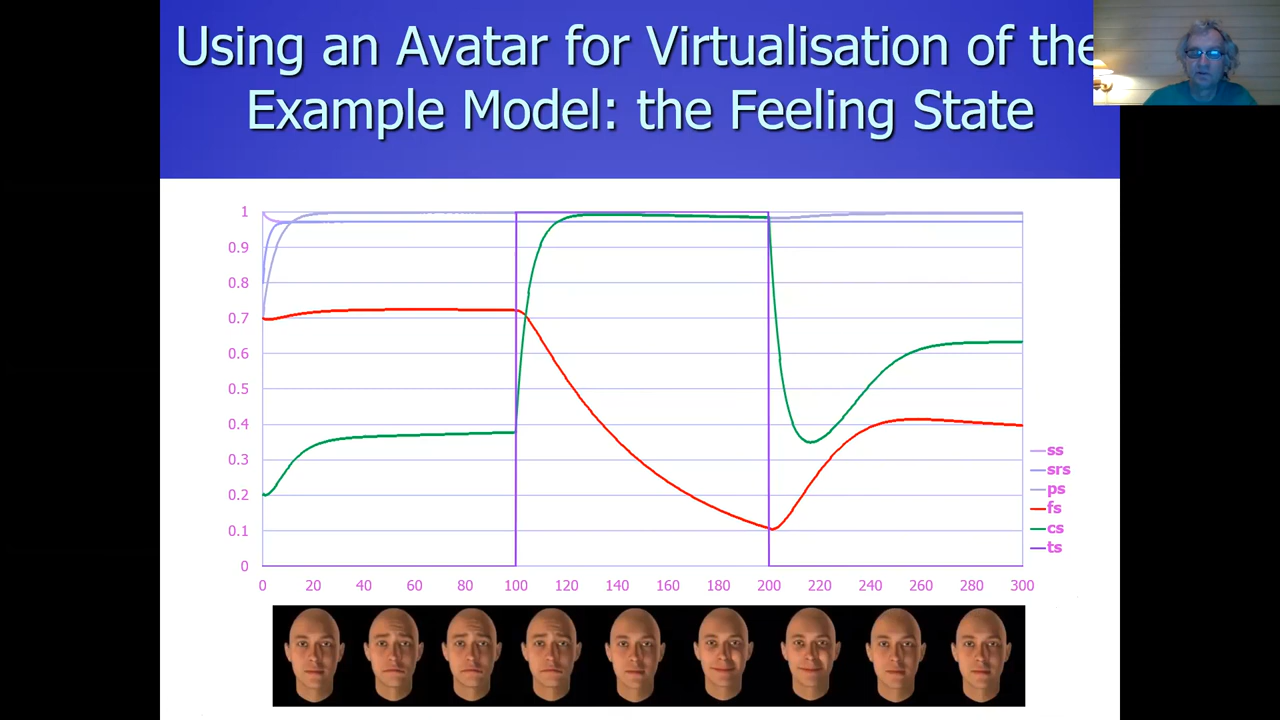 Using an Avatar for Virtualisation of the
Example Model: the Feeling State
1
0.9
0.8
0.7
0.6
0.5
0.4
0.3
0.2
0.1
0
0 20 40 60 80 100 120 140 160 180 200 220 240 260 280 300
ss
srs
ps
fs
cs
ts